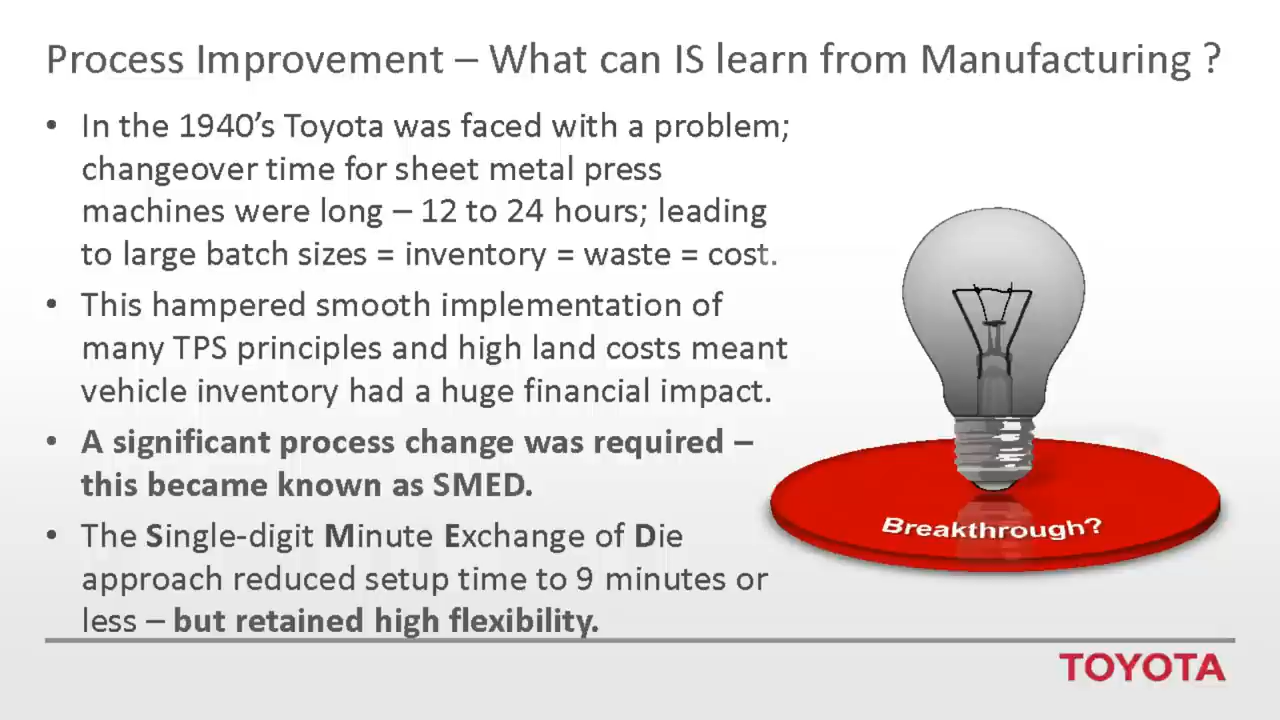 Process Improvement – What can IS learn from Manufacturing ?
• In the 1940’s Toyota was faced with a problem;
changeover time for sheet metal press
machines were long – 12 to 24 hours; leading
to large batch sizes = inventory = waste = cost.
• This hampered smooth implementation of
many TPS principles and high land costs meant
vehicle inventory had a huge financial impact.
• A significant process change was required –
this became known as SMED.
• The Single-digit Minute Exchange of Die
approach reduced setup time to 9 minutes or
less – but retained high flexibility.
Breakthrough?
TOYOTA